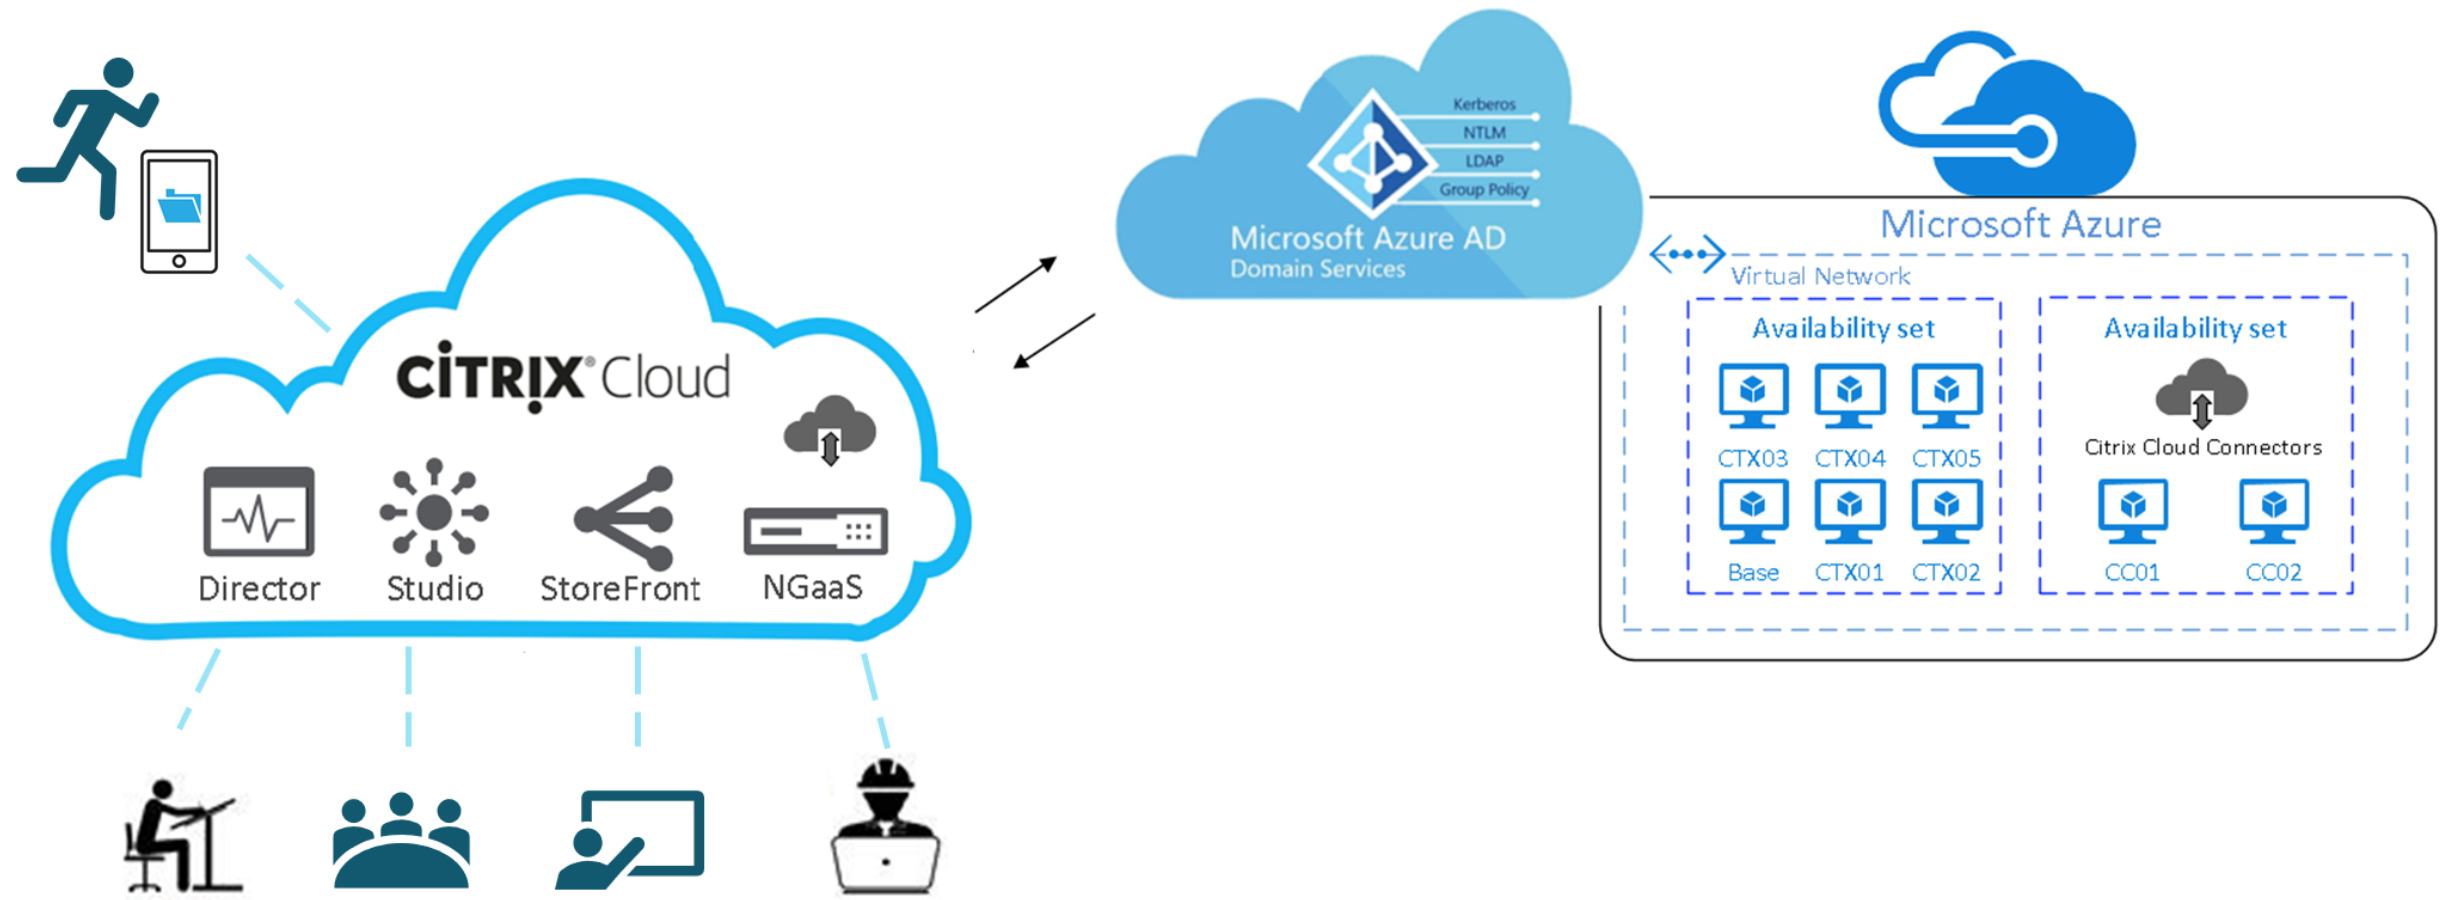 CiTRIX® Cloud
Director
Studio
StoreFront
NGaaS
Kerberos
NTLM
LDAP
Group Policy
Microsoft Azure AD
Domain Services
Microsoft Azure
Virtual Network
Availability set
CTX03 CTX04 CTX05
Base CTX01 CTX02
Availability set
Citrix Cloud Connectors
CC01 CC02